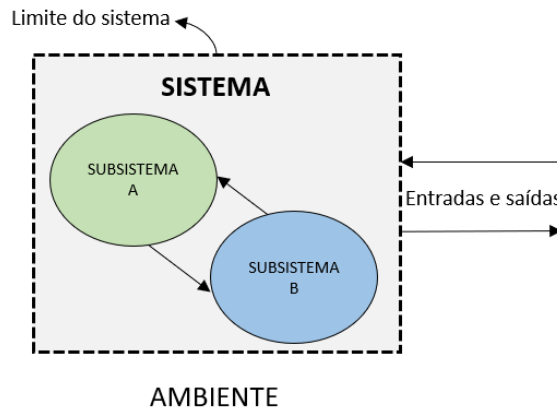 Limite do sistema
SISTEMA
SUBSISTEMA
A
Entradas e saídas
SUBSISTEMA
B
AMBIENTE